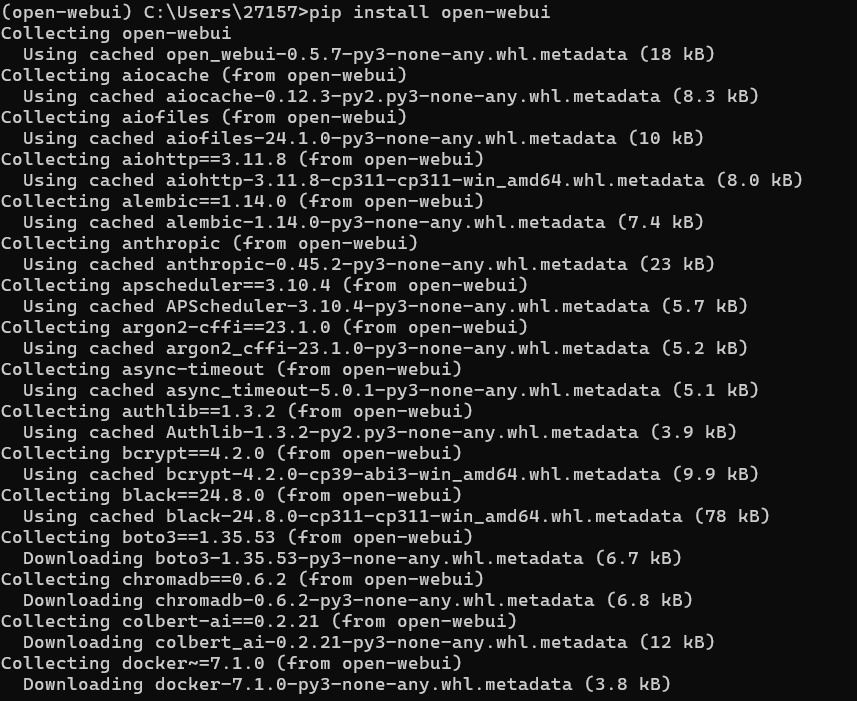 (open-webui) C:\Users\27157>pip install open-webui
Collecting open-webui
  Using cached open_webui-0.5.7-py3-none-any.whl.metadata (18 kB)
Collecting aiocache (from open-webui)
  Using cached aiocache-0.12.3-py2.py3-none-any.whl.metadata (8.3 kB)
Collecting aiofiles (from open-webui)
  Using cached aiofiles-24.1.0-py3-none-any.whl.metadata (10 kB)
Collecting aiohttp==3.11.8 (from open-webui)
  Using cached aiohttp-3.11.8-cp311-cp311-win_amd64.whl.metadata (8.0 kB)
Collecting alembic==1.14.0 (from open-webui)
  Using cached alembic-1.14.0-py3-none-any.whl.metadata (7.4 kB)
Collecting anthropic (from open-webui)
  Using cached anthropic-0.45.2-py3-none-any.whl.metadata (23 kB)
Collecting apscheduler==3.10.4 (from open-webui)
  Using cached APScheduler-3.10.4-py3-none-any.whl.metadata (5.7 kB)
Collecting argon2-cffi==23.1.0 (from open-webui)
  Using cached argon2_cffi-23.1.0-py3-none-any.whl.metadata (5.2 kB)
Collecting async-timeout (from open-webui)
  Using cached async_timeout-5.0.1-py3-none-any.whl.metadata (5.1 kB)
Collecting authlib==1.3.2 (from open-webui)
  Using cached Authlib-1.3.2-py2.py3-none-any.whl.metadata (3.9 kB)
Collecting bcrypt==4.2.0 (from open-webui)
  Using cached bcrypt-4.2.0-cp39-abi3-win_amd64.whl.metadata (9.9 kB)
Collecting black==24.8.0 (from open-webui)
  Using cached black-24.8.0-cp311-cp311-win_amd64.whl.metadata (78 kB)
Collecting boto3==1.35.53 (from open-webui)
  Downloading boto3-1.35.53-py3-none-any.whl.metadata (6.7 kB)
Collecting chromadb==0.6.2 (from open-webui)
  Downloading chromadb-0.6.2-py3-none-any.whl.metadata (6.8 kB)
Collecting colbert-ai==0.2.21 (from open-webui)
  Downloading colbert_ai-0.2.21-py3-none-any.whl.metadata (12 kB)
Collecting docker~=7.1.0 (from open-webui)
  Downloading docker-7.1.0-py3-none-any.whl.metadata (3.8 kB)